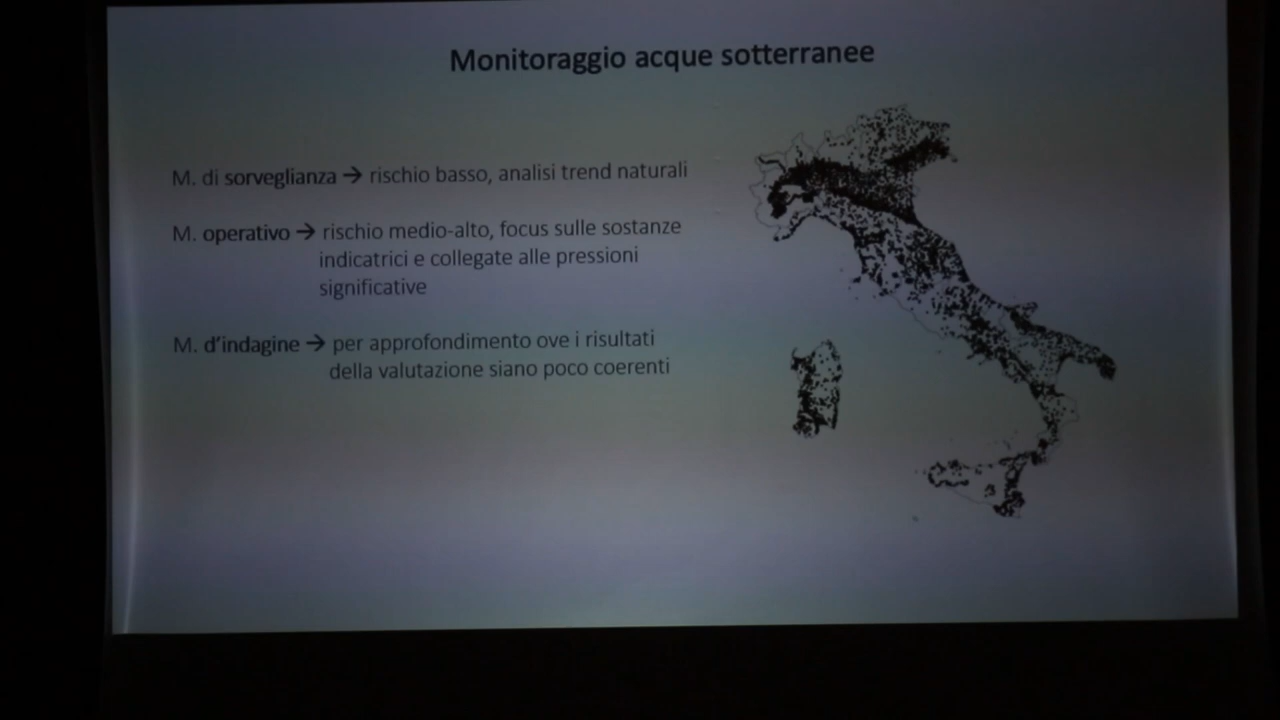 Monitoraggio acque sotterranee
M. di sorveglianza → rischio basso, analisi trend naturali
M. operativo → rischio medio-alto, focus sulle sostanze
indicatrici e collegate alle pressioni
significative
M. d’indagine → per approfondimento ove i risultati
della valutazione siano poco coerenti